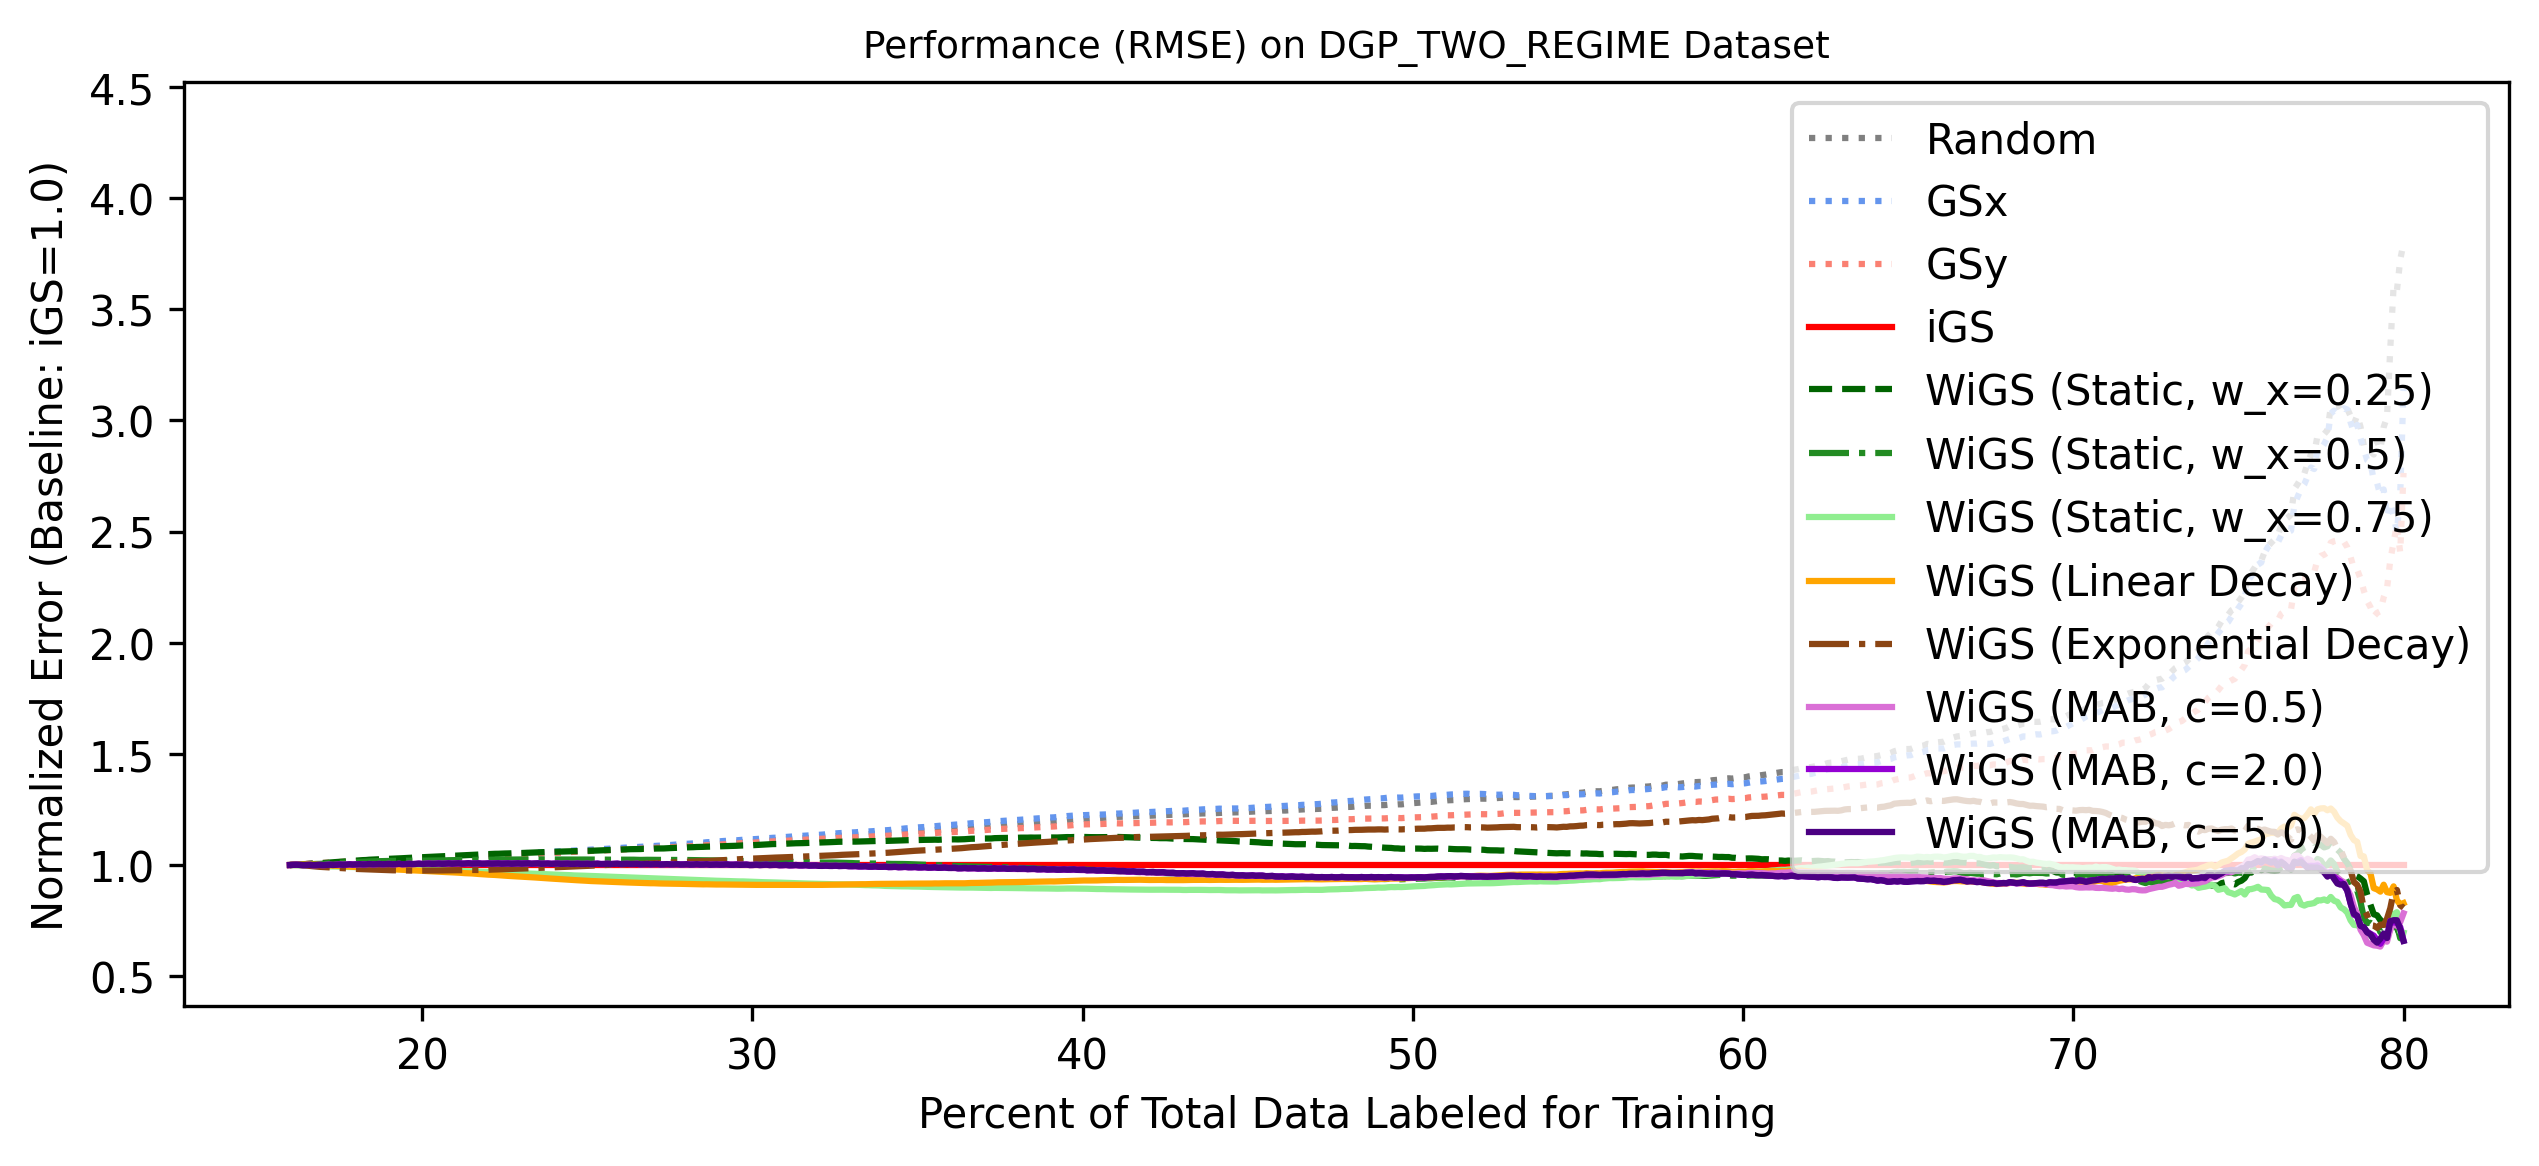 Performance (RMSE) on DGP_TWO_REGIME Dataset
Normalized Error (Baseline: iGS=1.0)
4.5
4.0
3.5
3.0
2.5
2.0
1.5
1.0
0.5
Random
GSx
GSy
iGS
WiGS (Static, w_x=0.25)
WiGS (Static, w_x=0.5)
WiGS (Static, w_x=0.75)
WiGS (Linear Decay)
WiGS (Exponential Decay)
WiGS (MAB, c=0.5)
WiGS (MAB, c=2.0)
WiGS (MAB, c=5.0)
20 30 40 50 60 70 80
Percent of Total Data Labeled for Training